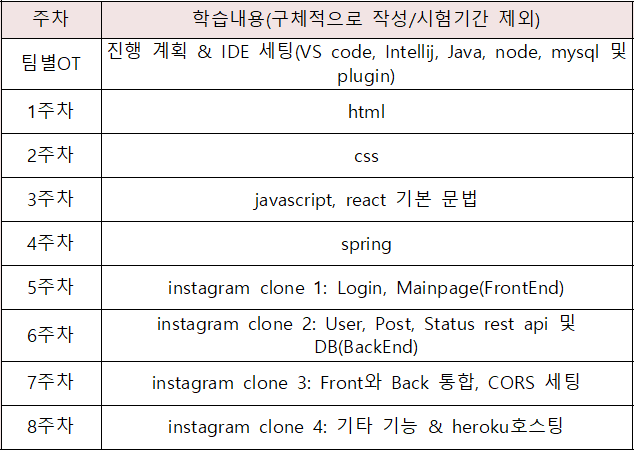 주차 학습내용(구체적으로 작성/시험기간 제외)
팀별OT 진행 계획 & IDE 세팅(VS code, Intellij, Java, node, mysql 및
plugin)
1주차 html
2주차 css
3주차 javascript, react 기본 문법
4주차 spring
5주차 instagram clone 1: Login, Mainpage(FrontEnd)
6주차 instagram clone 2: User, Post, Status rest api 및
DB(BackEnd)
7주차 instagram clone 3: Front와 Back 통합, CORS 세팅
8주차 instagram clone 4: 기타 기능 & heroku호스팅